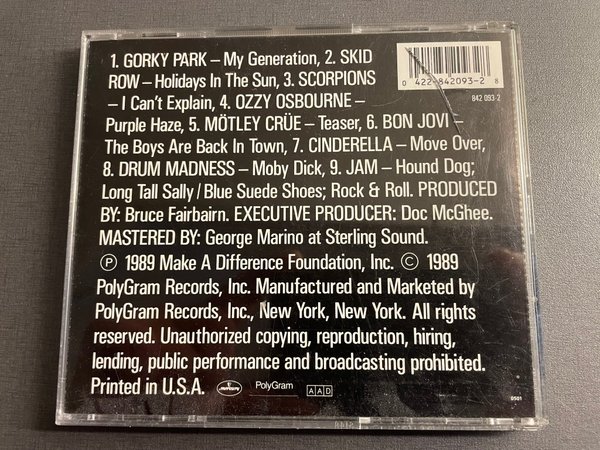 1. GORKY PARK – My Generation, 2. SKID
ROW – Holidays In The Sun, 3. SCORPIONS
– I Can't Explain, 4. OZZY OSBOURNE –
Purple Haze, 5. MÖTLEY CRÜE – Teaser, 6. BON JOVI –
The Boys Are Back In Town, 7. CINDERELLA – Move Over,
8. DRUM MADNESS – Moby Dick, 9. JAM – Hound Dog;
Long Tall Sally / Blue Suede Shoes; Rock & Roll. PRODUCED
BY: Bruce Fairbairn. EXECUTIVE PRODUCER: Doc McGhee.
MASTERED BY: George Marino at Sterling Sound.
Ⓟ 1989 Make A Difference Foundation, Inc. © 1989
PolyGram Records, Inc. Manufactured and Marketed by
PolyGram Records, Inc., New York, New York. All rights
reserved. Unauthorized copying, reproduction, hiring,
lending, public performance and broadcasting prohibited.
Printed in U.S.A. mercury PolyGram AAD
0 422-842093-2 8
842 093-2